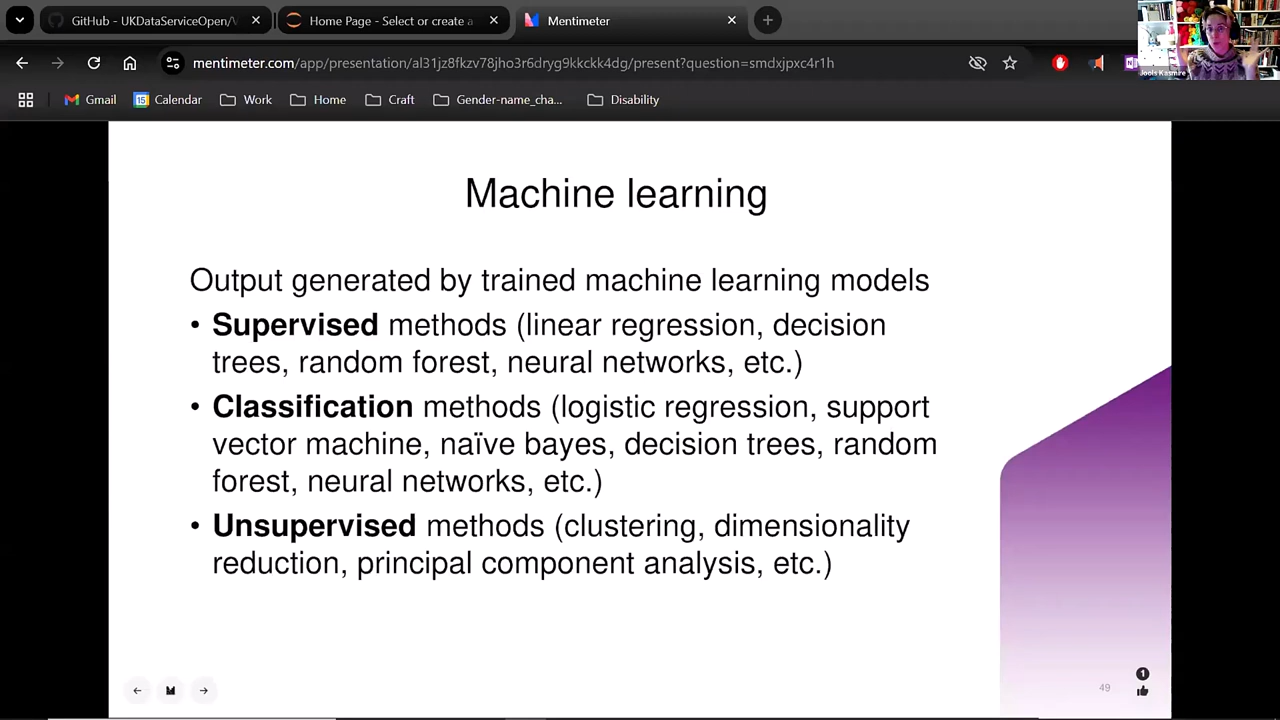 GitHub - UKDataServiceOpen/
Home Page - Select or create a
Mentimeter
mentimeter.com/app/presentation/al31jz8fkzv78jho3r6dryg9kkckk4dg/present?question=smdxjpxc4r1h
Gmail
Calendar
Work
Home
Craft
Gender-name_cha...
Disability
Jools Kasmire
Machine learning
Output generated by trained machine learning models
• Supervised methods (linear regression, decision
trees, random forest, neural networks, etc.)
• Classification methods (logistic regression, support
vector machine, naïve bayes, decision trees, random
forest, neural networks, etc.)
• Unsupervised methods (clustering, dimensionality
reduction, principal component analysis, etc.)
49
1